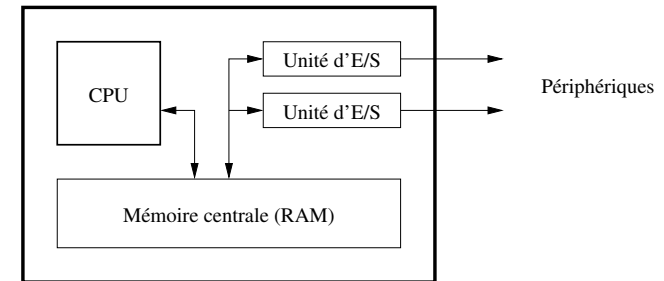 Unité d'E/S
CPU
Unité d'E/S
Périphériques
Mémoire centrale (RAM)